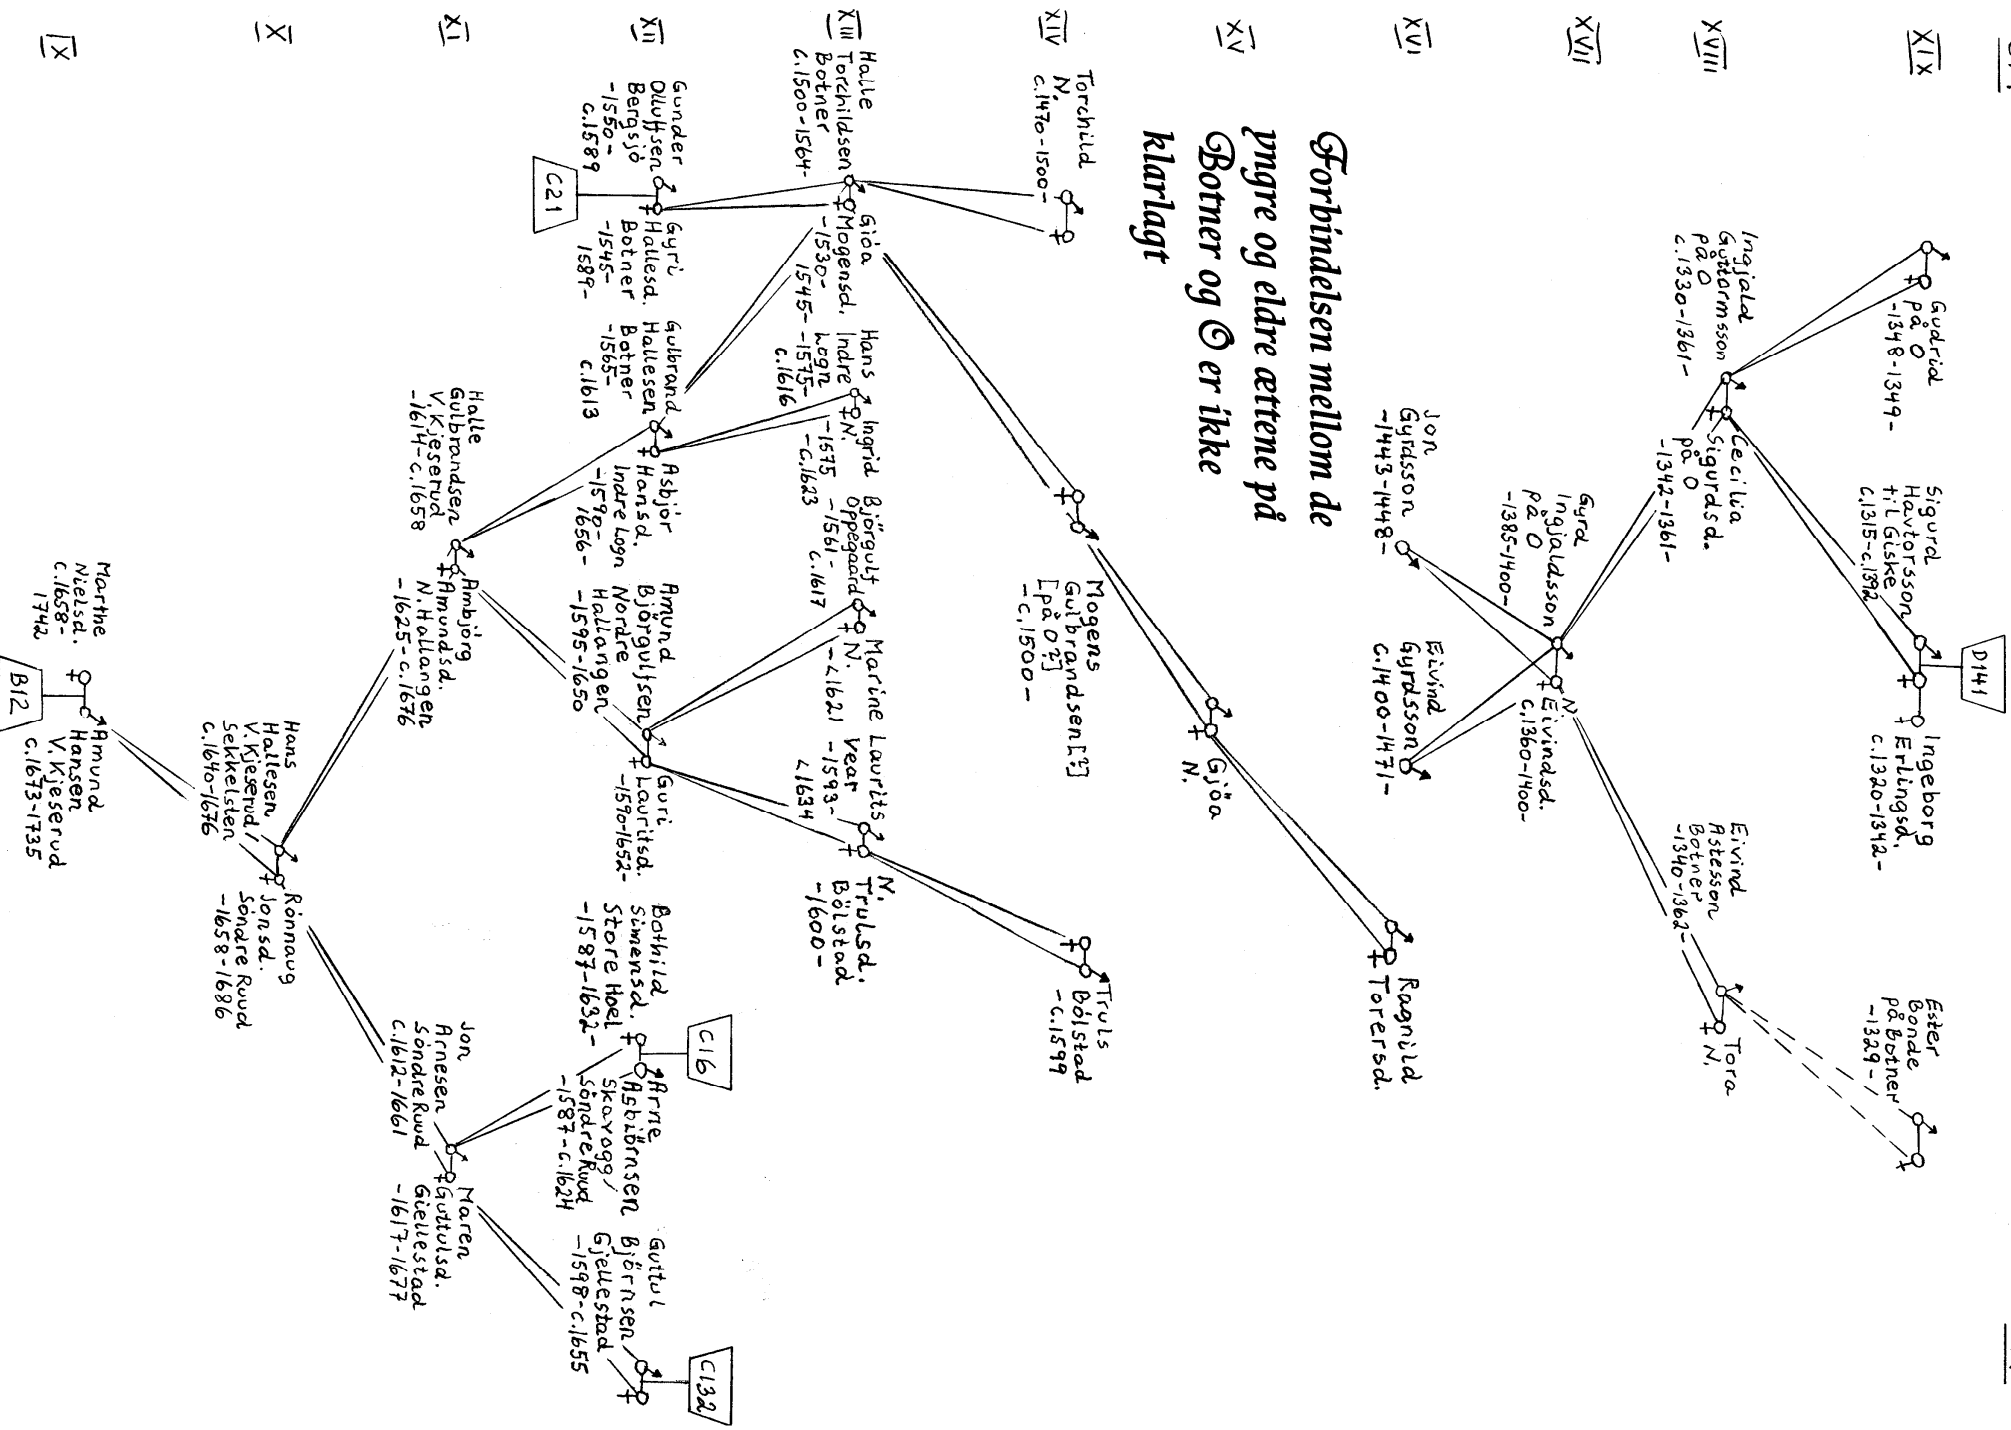 XIX
Gudrid
på O
-1348-1349-
Sigurd
Havtorsson
til Giske
c.1315-c.1392
D141
Ingeborg
Erlingsd.
c.1320-1342-
Ester
Bonde
på Botner
-1329-
XVIII
Ingjald
Guttormsson
på O
c.1330-1361-
Cecilia
Sigurdsd.
på O
-1342-1361-
Eivind
Astesson
Botner
-1340-1362-
Tora
N.
XVII
Gyrd
Ingjaldsson
på O
-1385-1400-
N.
Eivindsd.
c.1360-1400-
XVI
Jon
Gyrdsson
-1443-1448-
Eivind
Gyrdsson
c.1400-1471-
Ragnild
Torersd.
Forbindelsen mellom de
yngre og eldre ættene på
Botner og O er ikke
klarlagt
XV
Gjöa
N.
XIV
Torchild
N.
c.1470-1500-
Mogens
Gulbrandsen[?]
[på O?]
-c.1500-
Truls
Bölstad
-c.1599
XIII
Halle
Torchildsen
Botner
c.1500-1564-
Gióa
Mogensd.
-1530-
1545-
Hans
Indre
Logn
-1575-
c.1616
Ingrid
N.
-1575
-c.1623
Björgulf
Oppegaard
-1561-
c.1617
Marine
N.
-<1621
Laurits
Vear
-1593-
<1634
N.
Trulsd.
Bölstad
-1600-
XII
Gunder
Olluffsen
Bergsjö
-1550-
c.1589
C21
Gyri
Hallesd.
Botner
-1545-
1589-
Gulbrand
Hallesen
Botner
-1565-
c.1613
Asbjör
Hansd.
Indre Logn
-1590-
1656-
Amund
Björgulfsen
Nordre
Hallangen
-1595-1650
Guri
Lauritsd.
-1590-1652-
Bothild
Simensd.
Store Hoel
-1587-1632-
C16
Arne
Asbiörnsen
Skarogg/
Söndre Ruud
-1587-c.1624
Guttul
Björnsen
Gjellestad
-1598-c.1655
C132
XI
Halle
Gulbrandsen
V.Kjeserud
-1614-c.1658
Ambjörg
Amundsd.
N.Hallangen
-1625-c.1676
Jon
Arnesen
Söndre Ruud
c.1612-1661
Maren
Guttulsd.
Giellestad
-1617-1677
X
Hans
Hallesen
V.Kjeserud/
Sekkelsten
c.1640-1676
Rönnaug
Jonsd.
Söndre Ruud
-1658-1686
IX
Marthe
Nielsd.
c.1658-
1742
B12
Amund
Hansen
V.Kjeserud
c.1673-1735